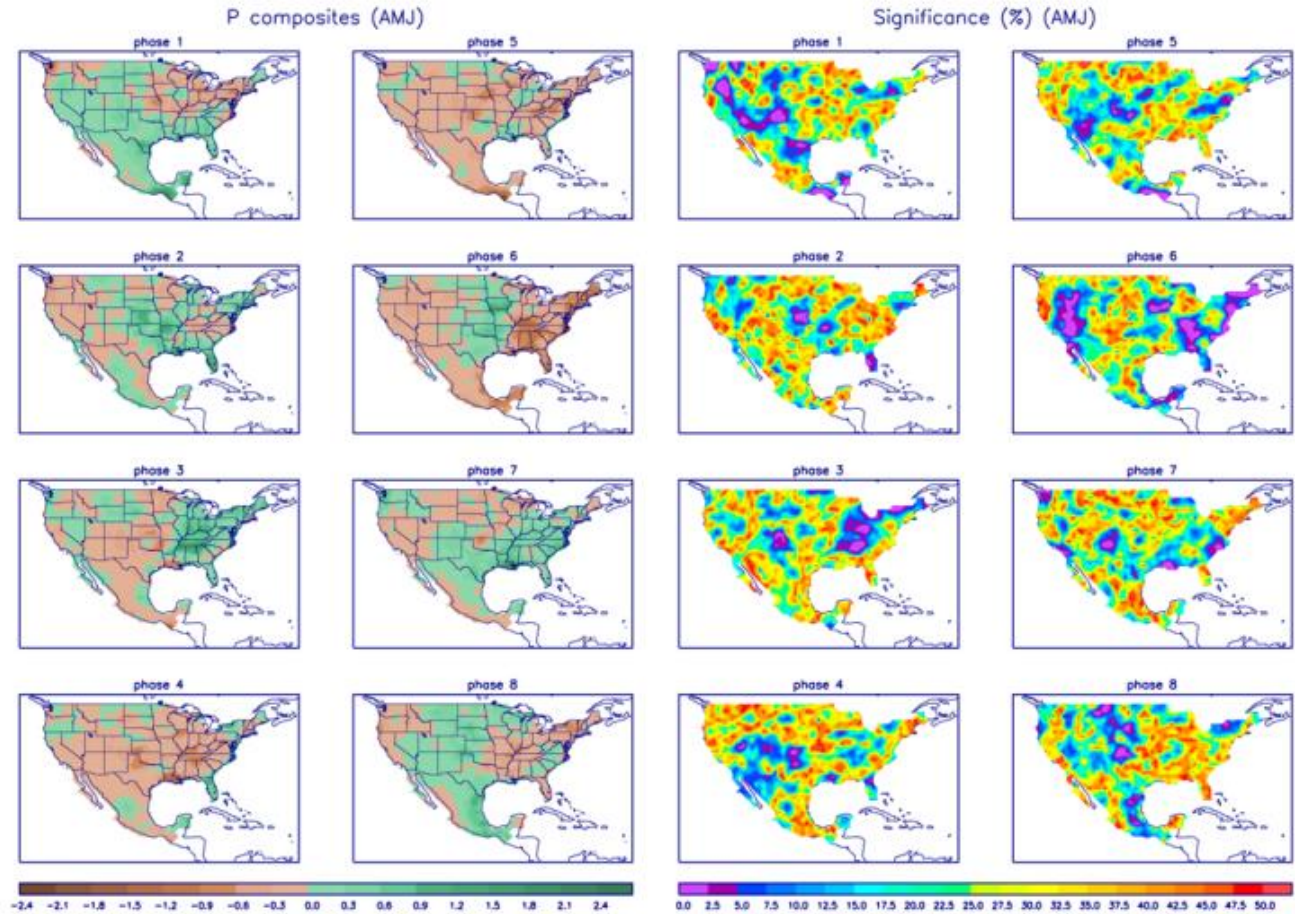 P composites (AMJ) Significance (%) (AMJ)
phase 1 phase 5 phase 1 phase 5
phase 2 phase 6 phase 2 phase 6
phase 3 phase 7 phase 3 phase 7
phase 4 phase 8 phase 4 phase 8
-2.4 -2.1 -1.8 -1.5 -1.2 -0.9 -0.6 -0.3 0.0 0.3 0.6 0.9 1.2 1.5 1.8 2.1 2.4 0.0 2.5 5.0 7.5 10.0 12.5 15.0 17.5 20.0 22.5 25.0 27.5 30.0 32.5 35.0 37.5 40.0 42.5 45.0 47.5 50.0